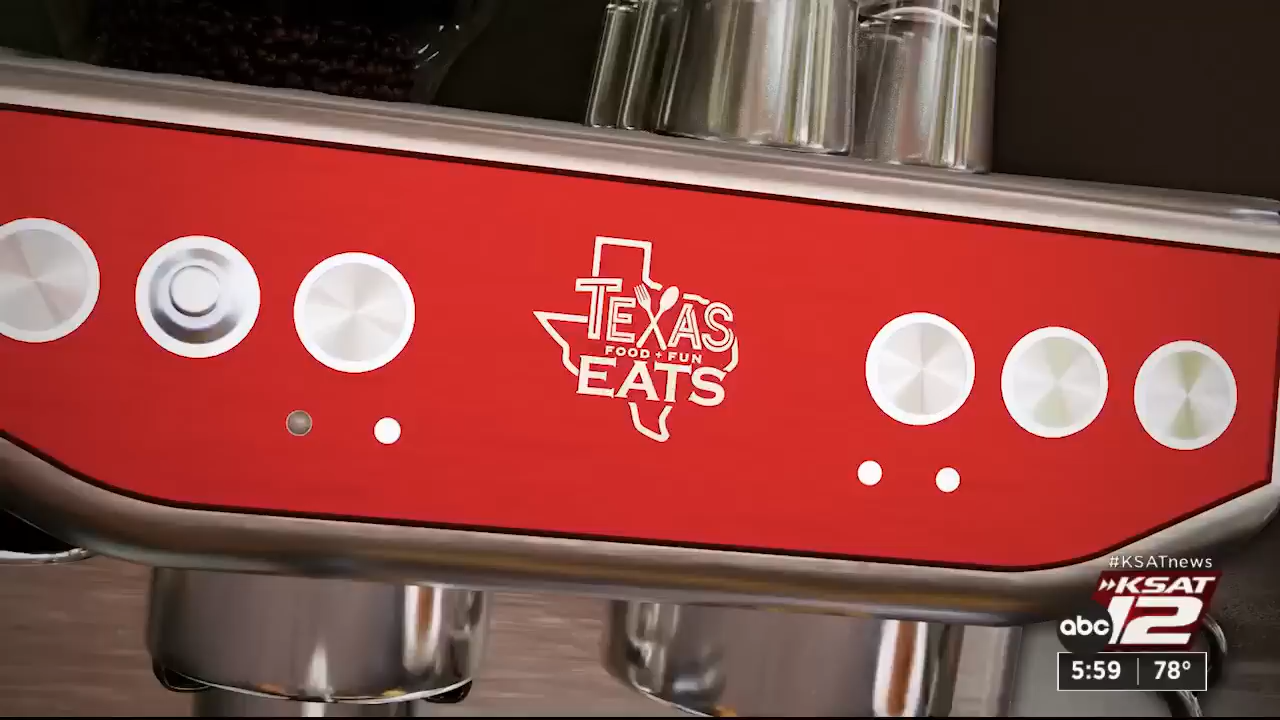 TEXAS
FOOD + FUN
EATS
#KSATnews
KSAT
abc 12
5:59 78°